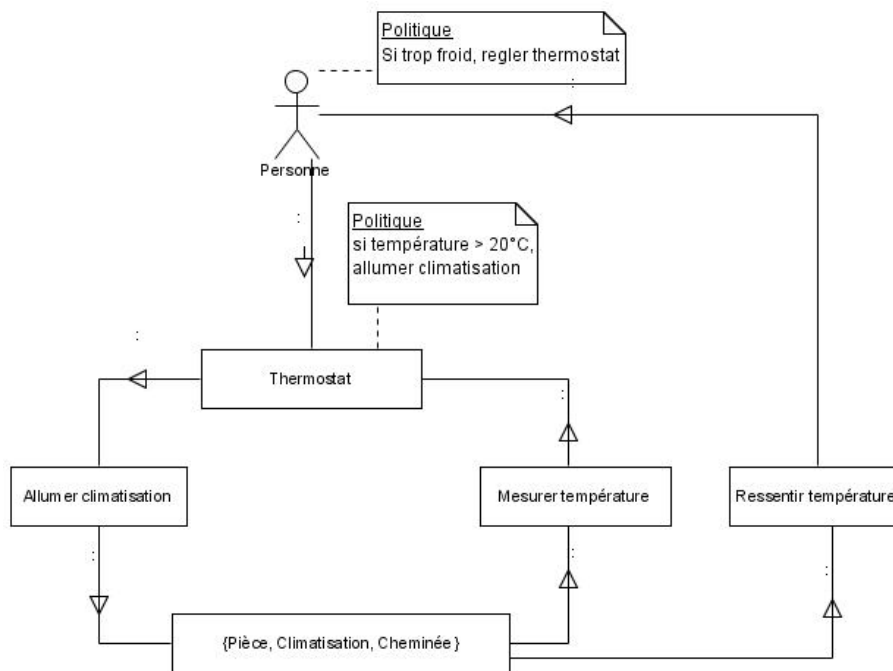 Politique
Si trop froid, regler thermostat
:
Personne
:
Politique
si température > 20°C,
allumer climatisation
:
Thermostat
:
Allumer climatisation
Mesurer température
Ressentir température
:
:
:
{Pièce, Climatisation, Cheminée }